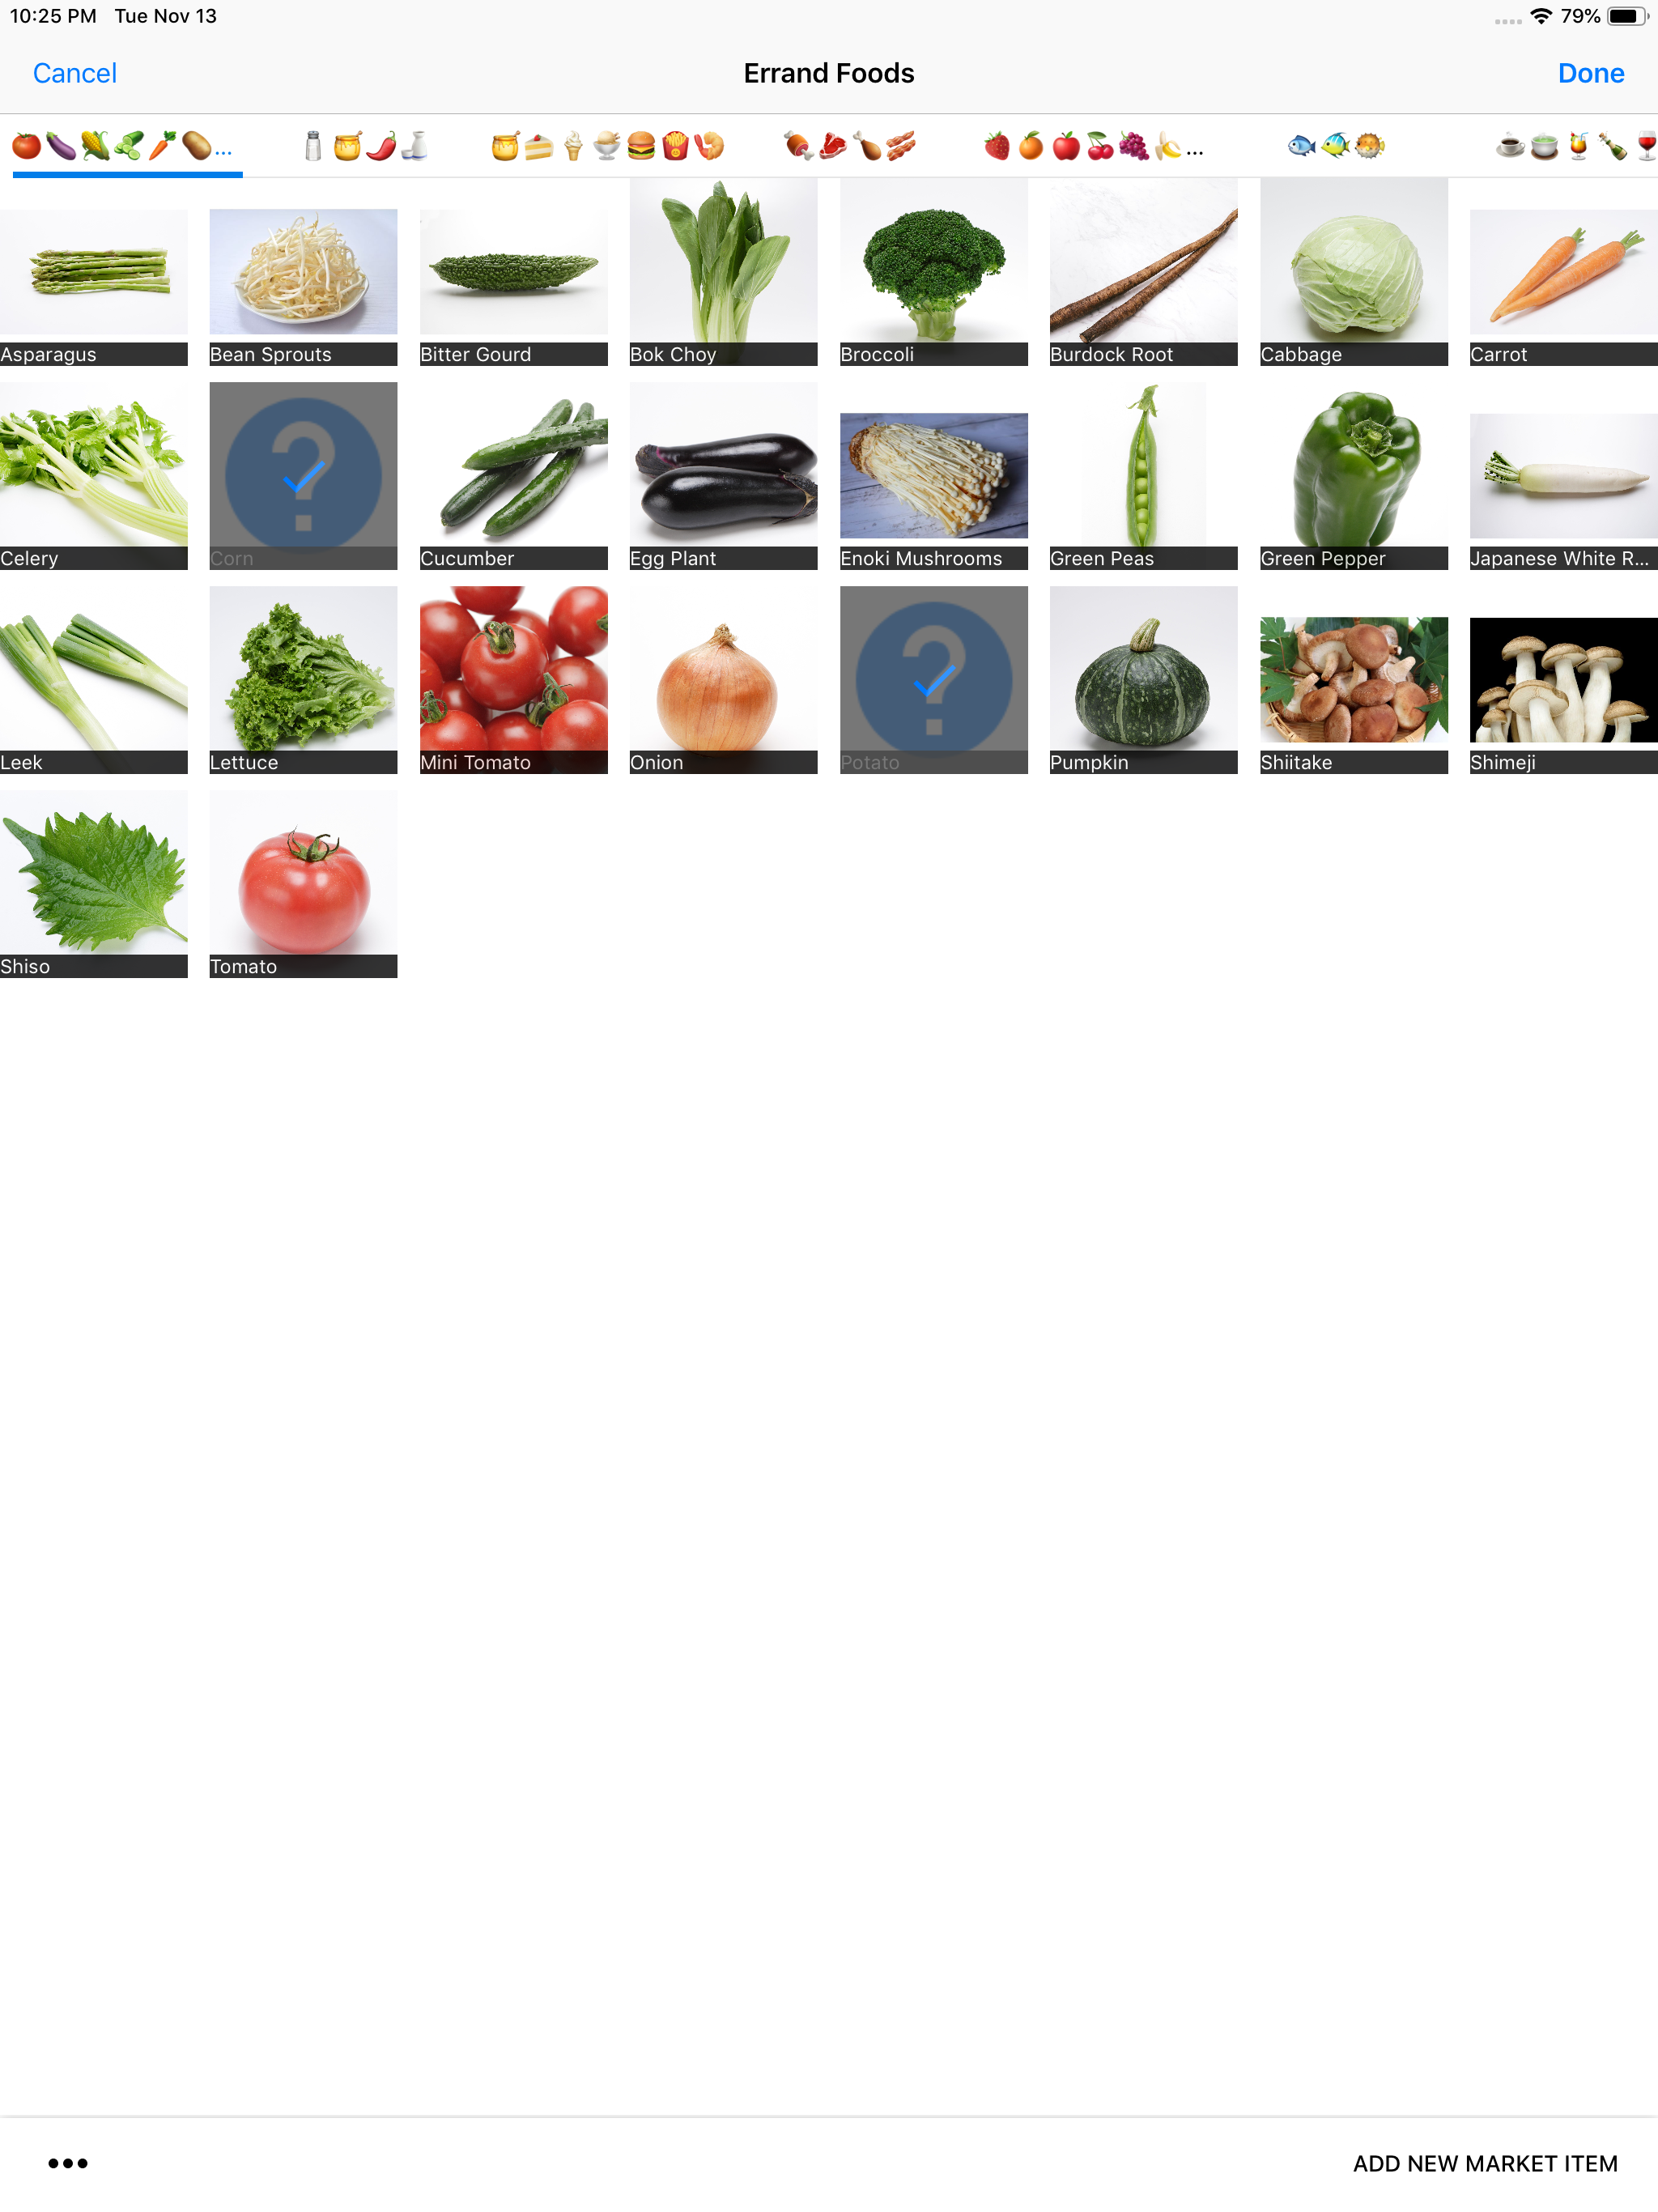 10:25 PM Tue Nov 13
79%
Cancel
Errand Foods
Done
...
...
Asparagus
Bean Sprouts
Bitter Gourd
Bok Choy
Broccoli
Burdock Root
Cabbage
Carrot
Celery
Corn
Cucumber
Egg Plant
Enoki Mushrooms
Green Peas
Green Pepper
Japanese White R...
Leek
Lettuce
Mini Tomato
Onion
Potato
Pumpkin
Shiitake
Shimeji
Shiso
Tomato
ADD NEW MARKET ITEM